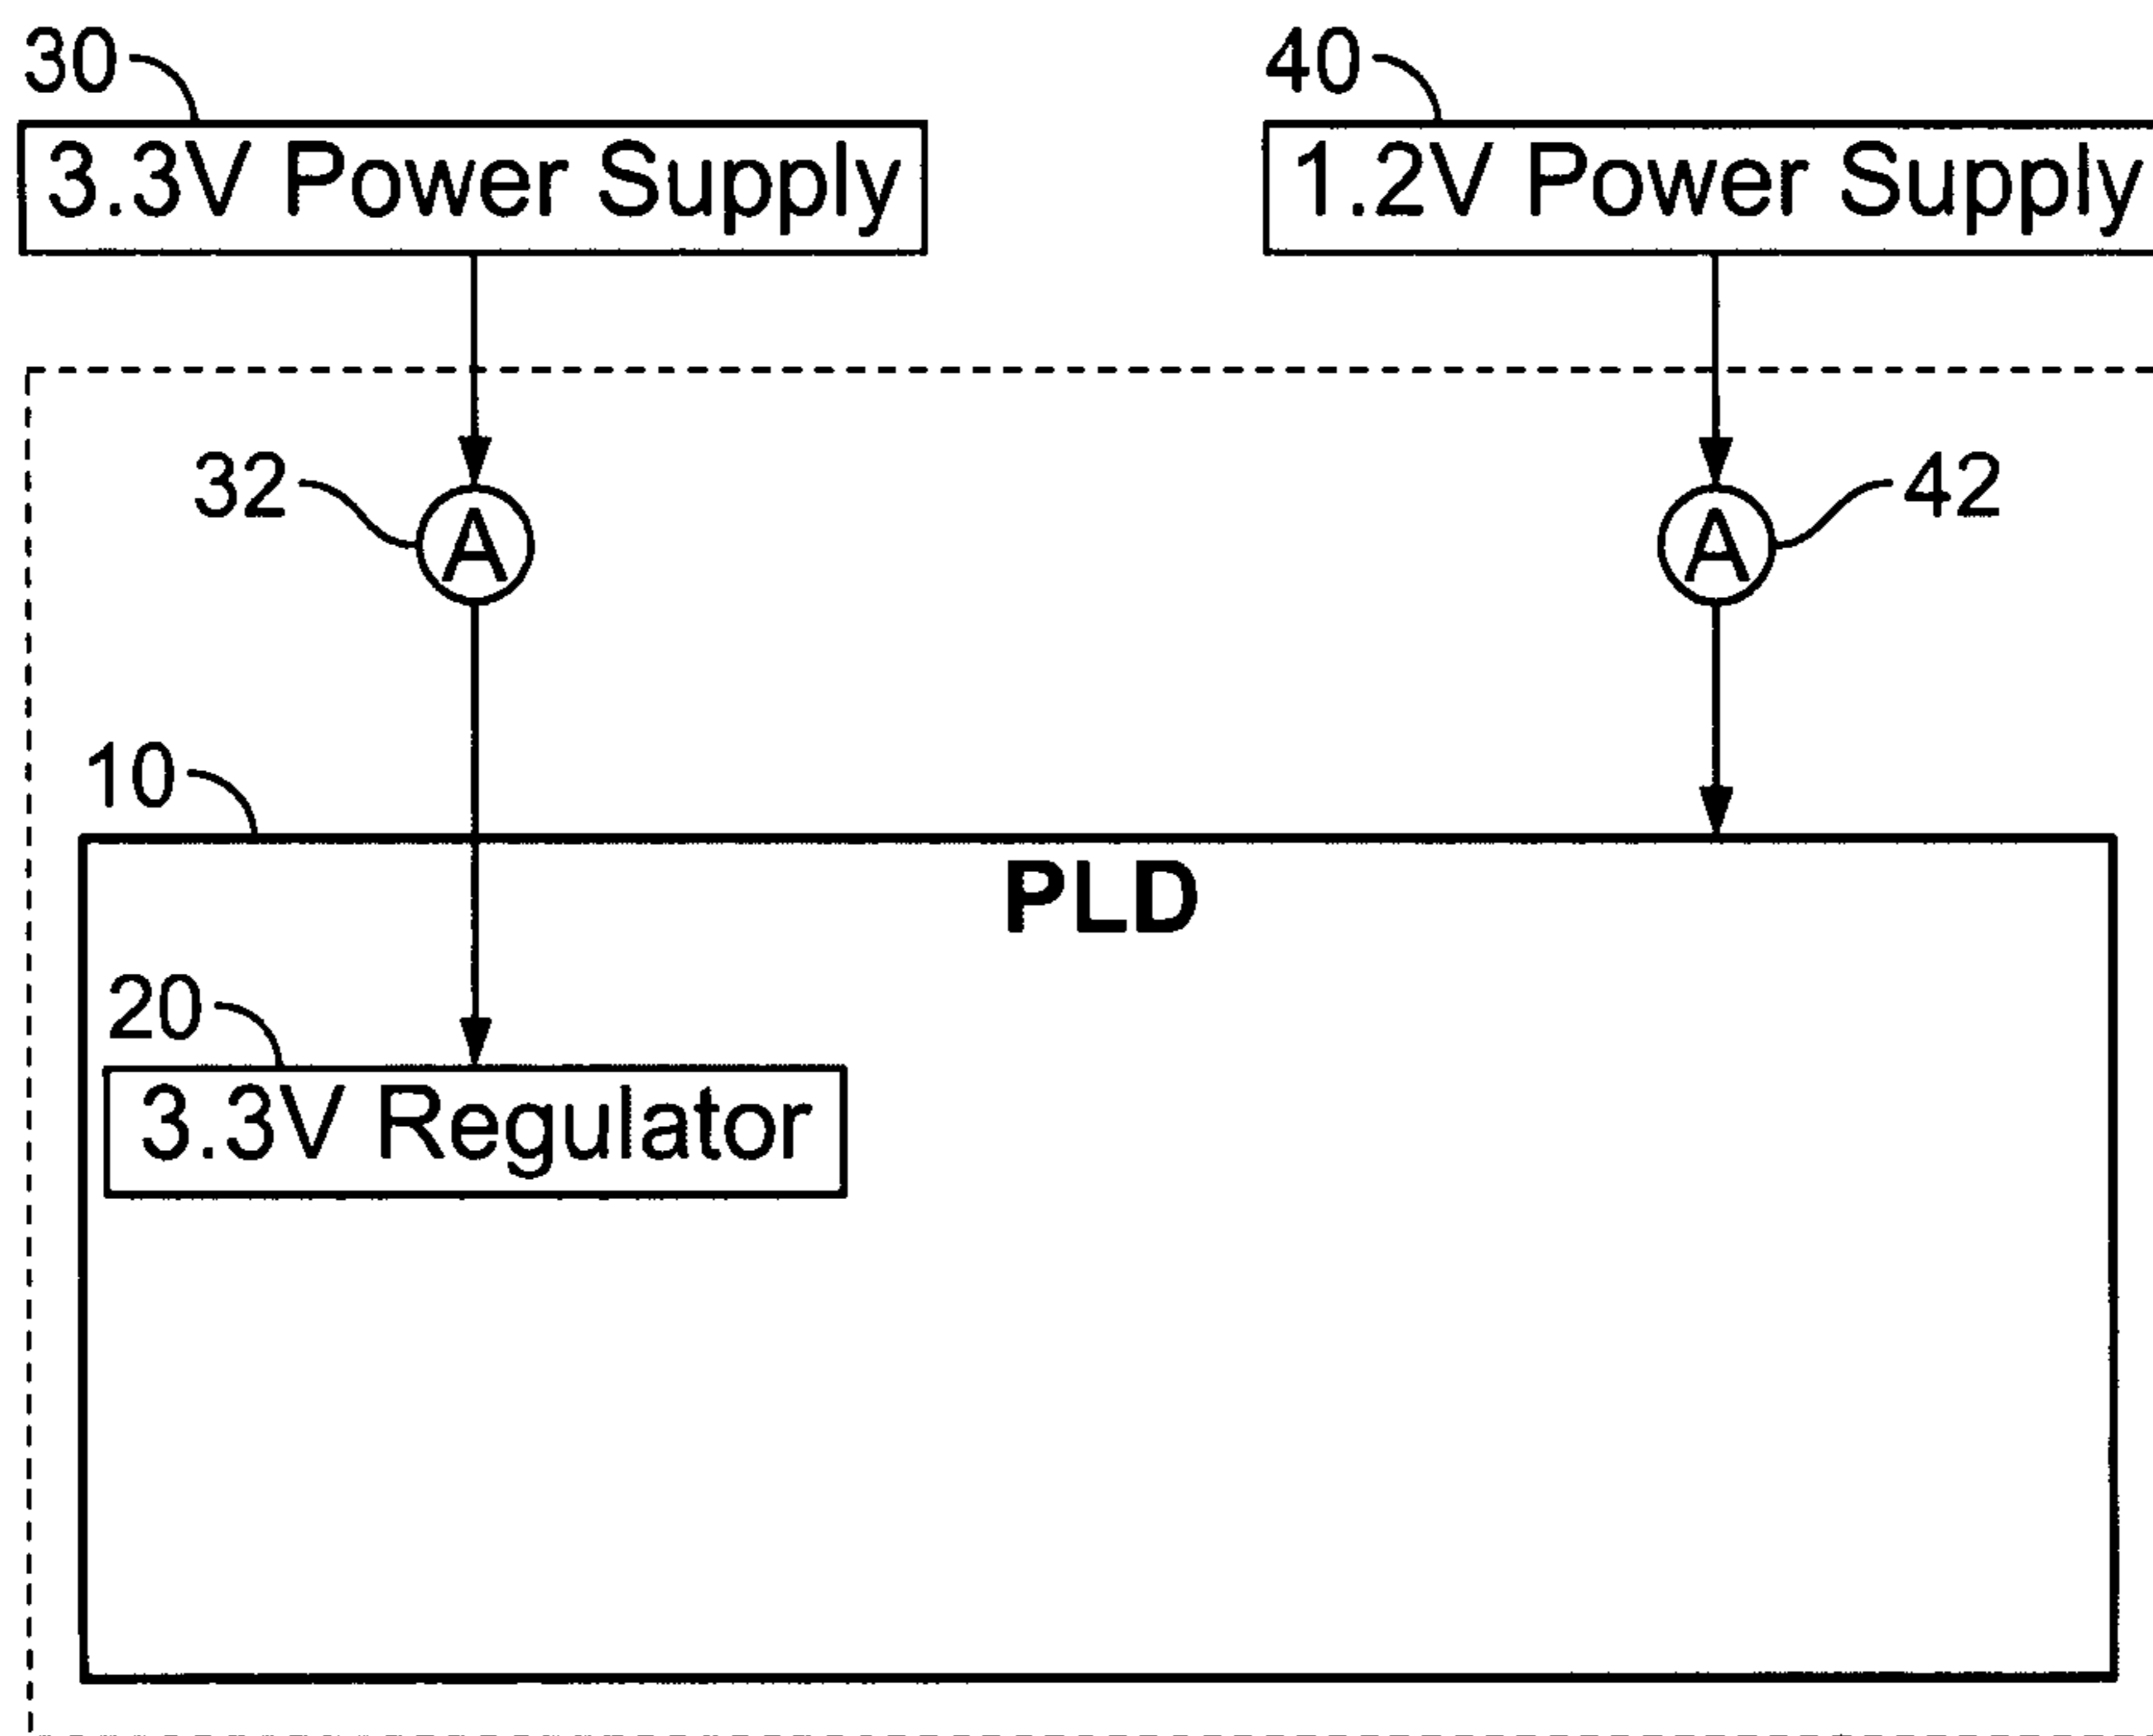 30
40
3.3V Power Supply
1.2V Power Supply
32
A
A
42
10
PLD
20
3.3V Regulator